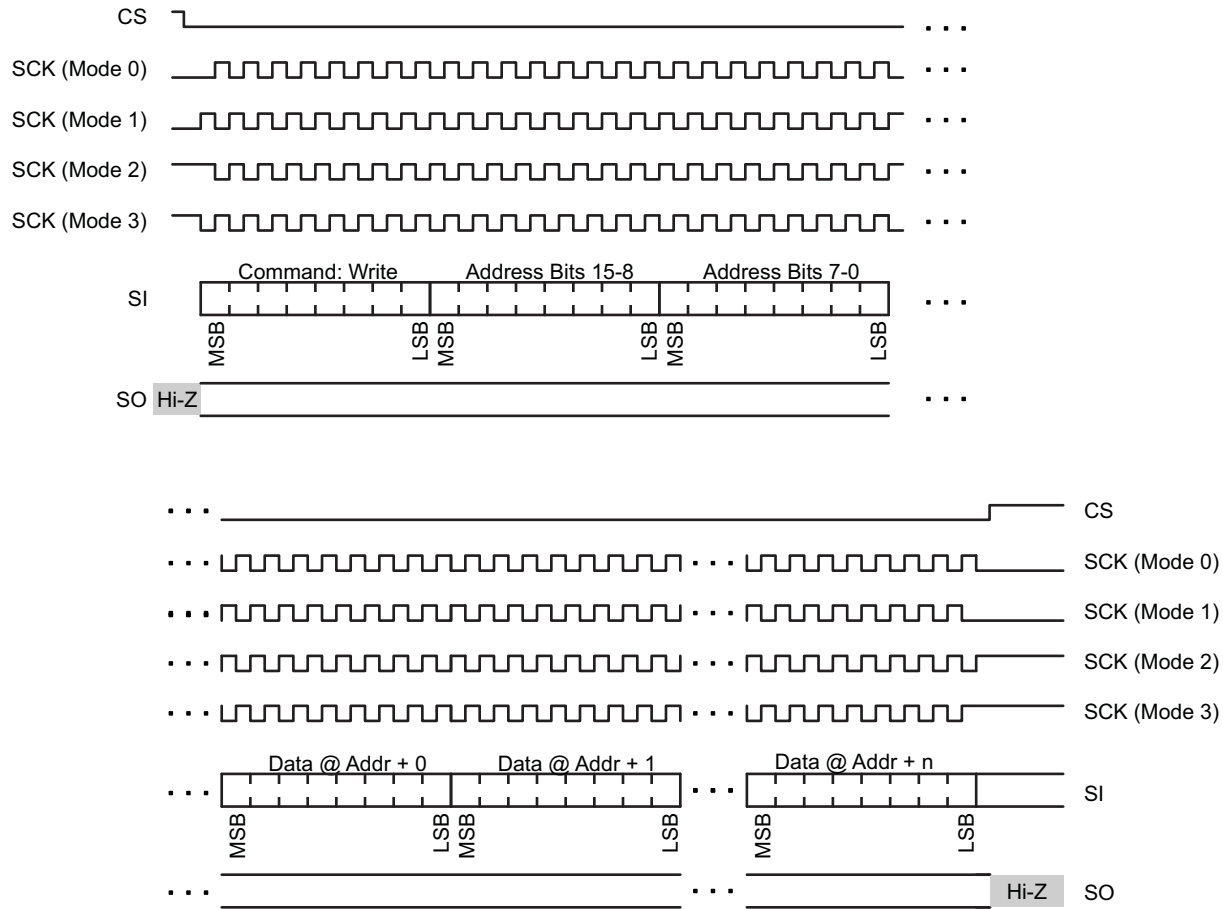 CS
. . .
SCK (Mode 0)
. . .
SCK (Mode 1)
. . .
SCK (Mode 2)
. . .
SCK (Mode 3)
. . .
Command: Write Address Bits 15-8 Address Bits 7-0
SI
. . .
MSB LSB MSB LSB MSB LSB
SO Hi-Z
. . .
. . . CS
. . . . . . SCK (Mode 0)
. . . . . . SCK (Mode 1)
. . . . . . SCK (Mode 2)
. . . . . . SCK (Mode 3)
Data @ Addr + 0 Data @ Addr + 1 Data @ Addr + n
. . . . . . SI
MSB LSB MSB LSB MSB LSB
. . . . . . Hi-Z SO